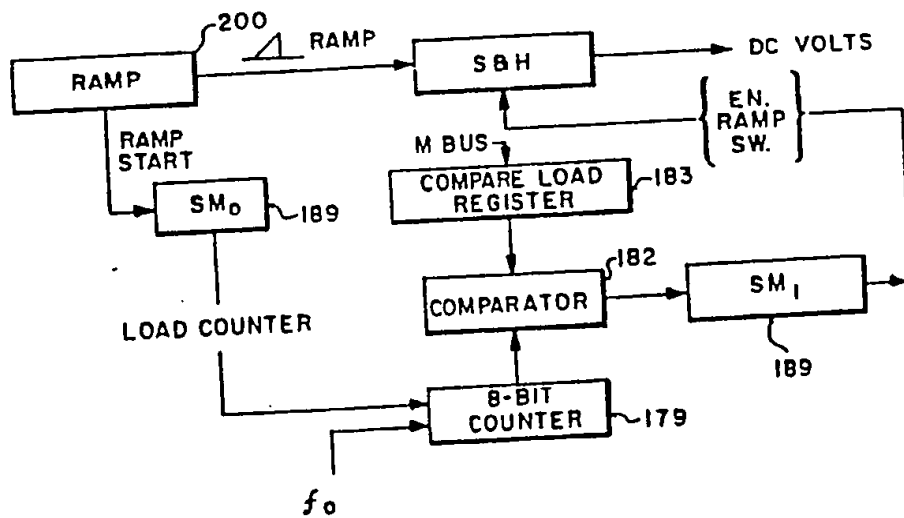 200
RAMP
RAMP
S&H
DC VOLTS
RAMP
START
EN.
RAMP
SW.
M BUS
COMPARE LOAD
REGISTER
183
SM₀
189
182
COMPARATOR
SM₁
189
LOAD COUNTER
8-BIT
COUNTER
179
f₀